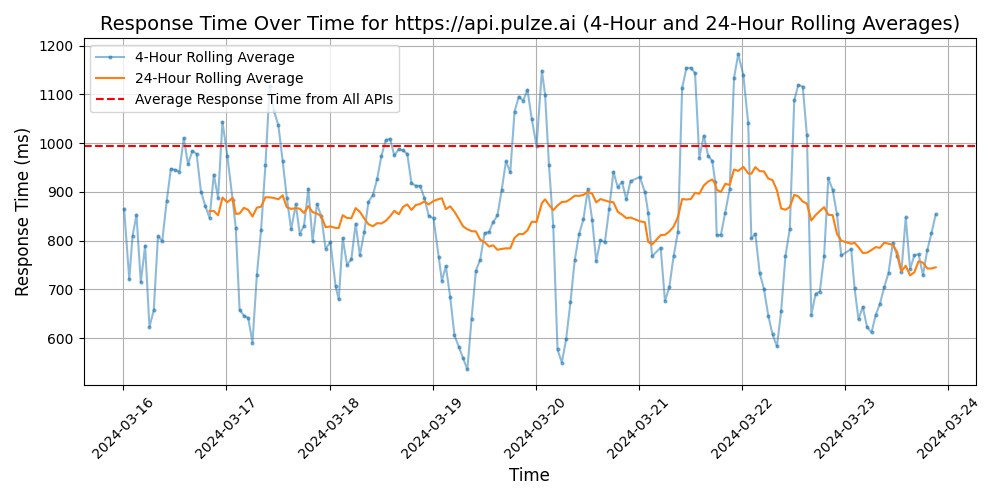 Response Time Over Time for https://api.pulze.ai (4-Hour and 24-Hour Rolling Averages)
4-Hour Rolling Average
24-Hour Rolling Average
Average Response Time from All APIs
Response Time (ms)
1200
1100
1000
900
800
700
600
2024-03-16
2024-03-17
2024-03-18
2024-03-19
2024-03-20
2024-03-21
2024-03-22
2024-03-23
2024-03-24
Time